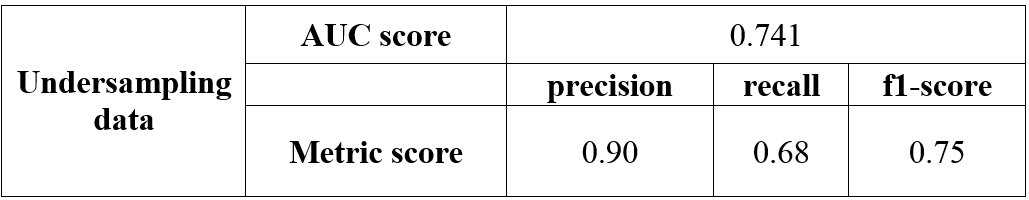 Undersampling
data
AUC score 0.741
precision recall f1-score
Metric score 0.90 0.68 0.75